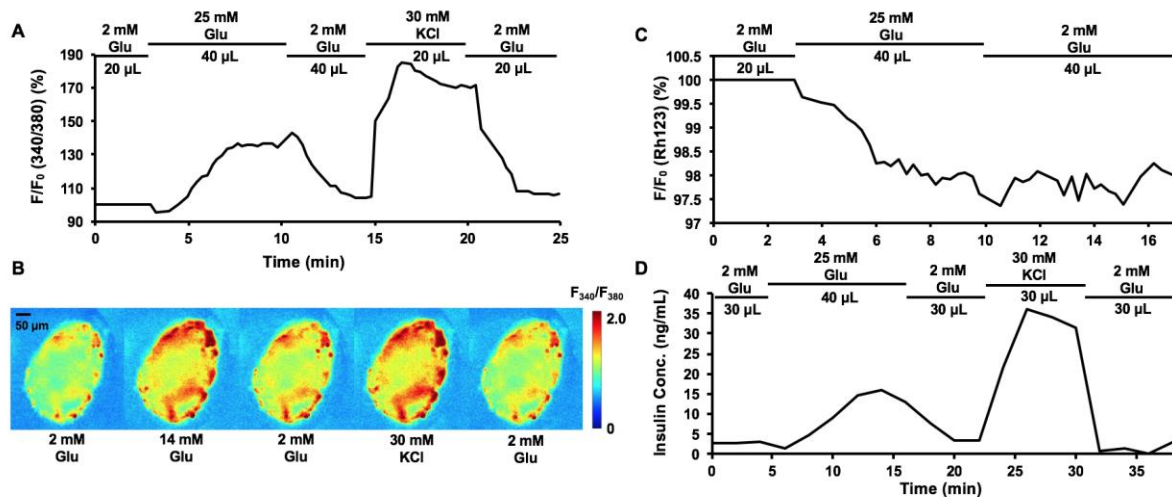 A
2 mM
Glu
20 µL
25 mM
Glu
40 µL
2 mM
Glu
40 µL
30 mM
KCl
20 µL
2 mM
Glu
20 µL
F/F₀ (340/380) (%)
190
170
150
130
110
90
0 5 10 15 20 25
Time (min)
B
50 µm
F₃₄₀/F₃₈₀
2.0
0
2 mM
Glu
14 mM
Glu
2 mM
Glu
30 mM
KCl
2 mM
Glu
C
2 mM
Glu
20 µL
25 mM
Glu
40 µL
2 mM
Glu
40 µL
F/F₀ (Rh123) (%)
100.5
100
99.5
99
98.5
98
97.5
97
0 2 4 6 8 10 12 14 16
D
2 mM
Glu
30 µL
25 mM
Glu
40 µL
2 mM
Glu
30 µL
30 mM
KCl
30 µL
2 mM
Glu
30 µL
Insulin Conc. (ng/mL)
40
35
30
25
20
15
10
5
0
0 5 10 15 20 25 30 35
Time (min)